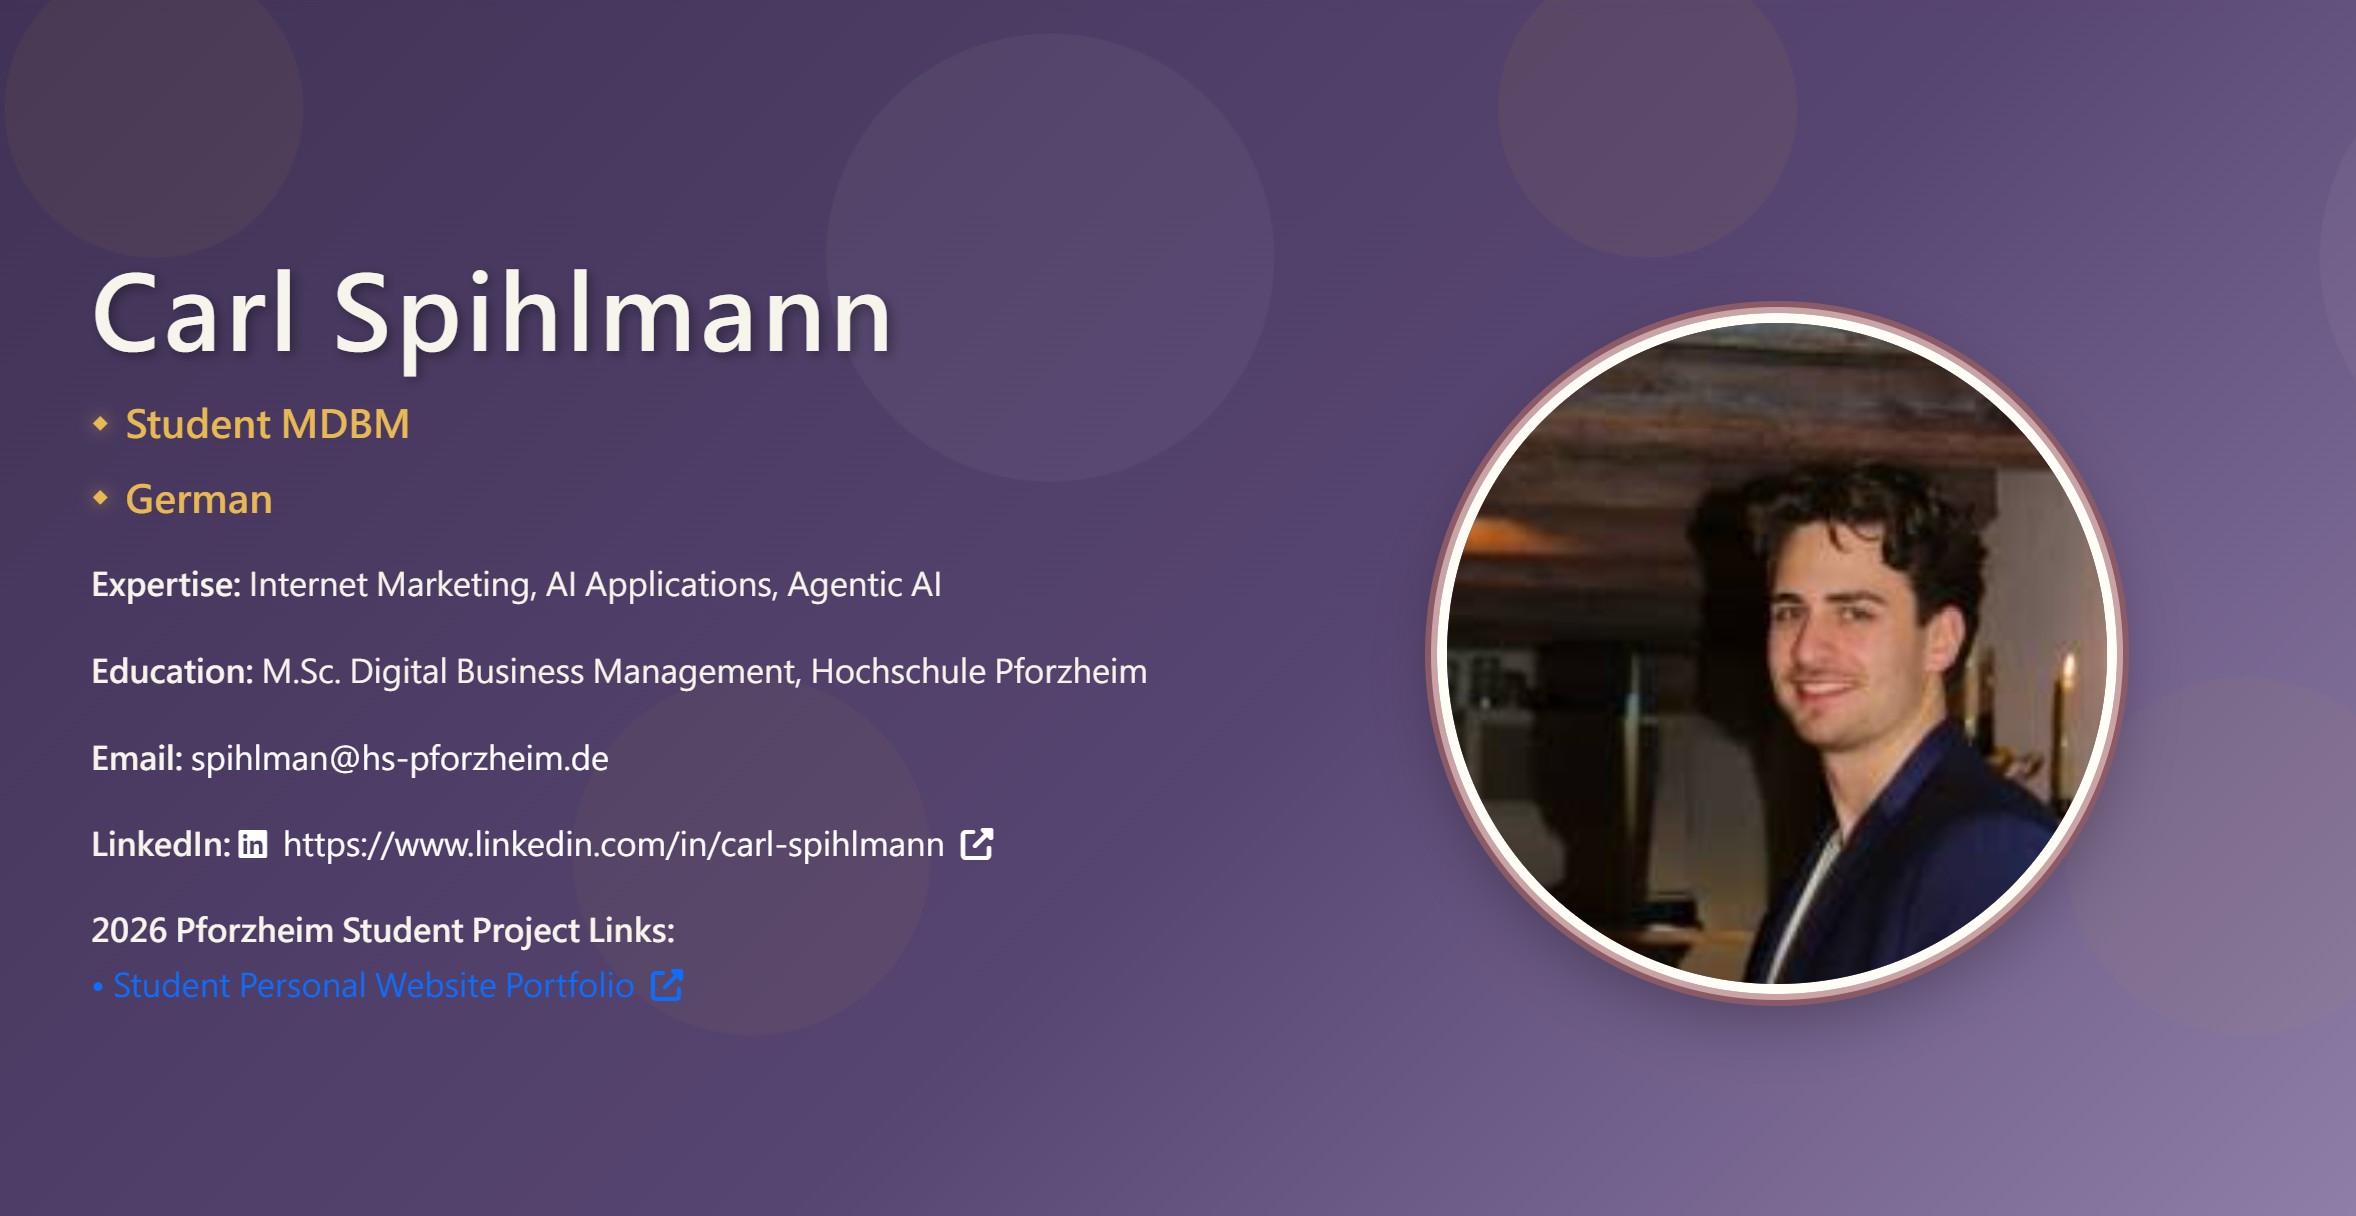 Carl Spihlmann
Student MDBM
German
Expertise: Internet Marketing, AI Applications, Agentic AI
Education: M.Sc. Digital Business Management, Hochschule Pforzheim
Email: spihlman@hs-pforzheim.de
LinkedIn: in https://www.linkedin.com/in/carl-spihlmann
2026 Pforzheim Student Project Links:
• Student Personal Website Portfolio